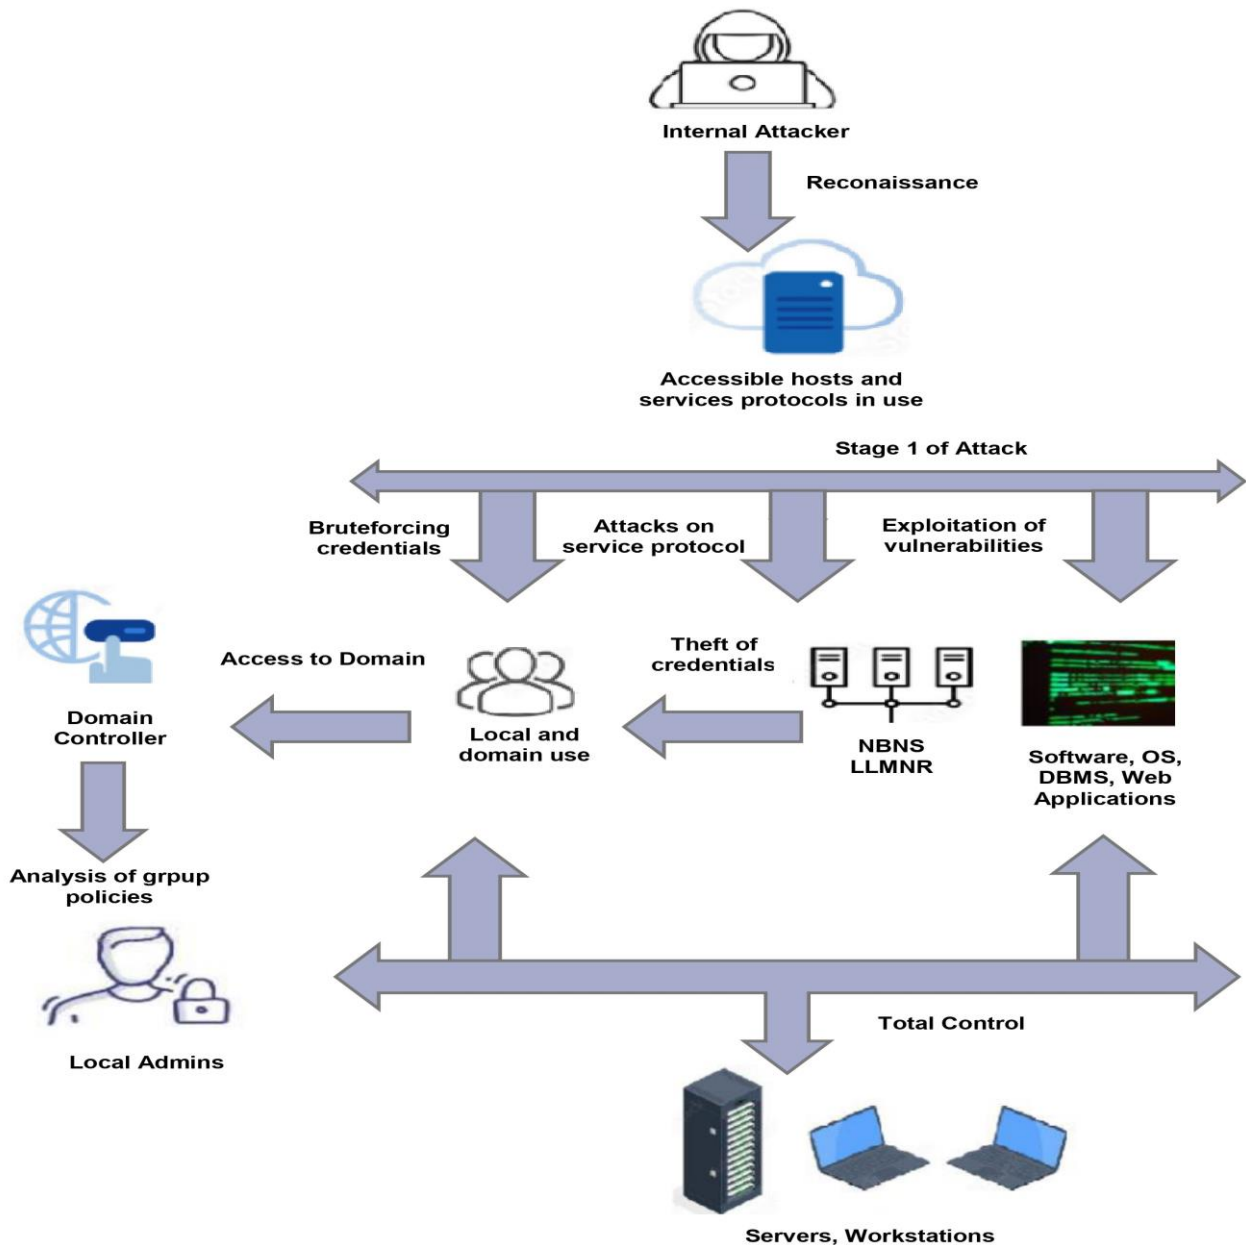 Internal Attacker
Reconaissance
Accessible hosts and
services protocols in use
Stage 1 of Attack
Bruteforcing
credentials
Attacks on
service protocol
Exploitation of
vulnerabilities
Access to Domain
Theft of
credentials
Domain
Controller
Local and
domain use
NBNS
LLMNR
Software, OS,
DBMS, Web
Applications
Analysis of grpup
policies
Local Admins
Total Control
Servers, Workstations